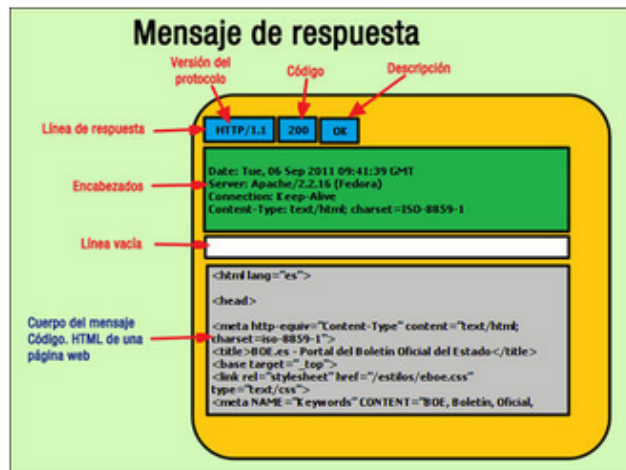 Mensaje de respuesta
Versión del
protocolo
Código
Descripción
Línea de respuesta
HTTP/1.1
200
OK
Encabezados
Date: Tue, 06 Sep 2011 09:41:39 GMT
Server: Apache/2.2.16 (Fedora)
Connection: Keep-Alive
Content-Type: text/html; charset=ISO-8859-1
Línea vacía
Cuerpo del mensaje
Código. HTML de una
página web
<html lang="es">
<head>
<meta http-equiv="Content-Type" content="text/html;
charset=iso-8859-1">
<title>BOE.es - Portal del Boletín Oficial del Estado</title>
<base target="_top">
<link rel="stylesheet" href="/estilos/eboe.css"
type="text/css">
<meta NAME="Keywords" CONTENT="BOE, Boletín, Oficial,